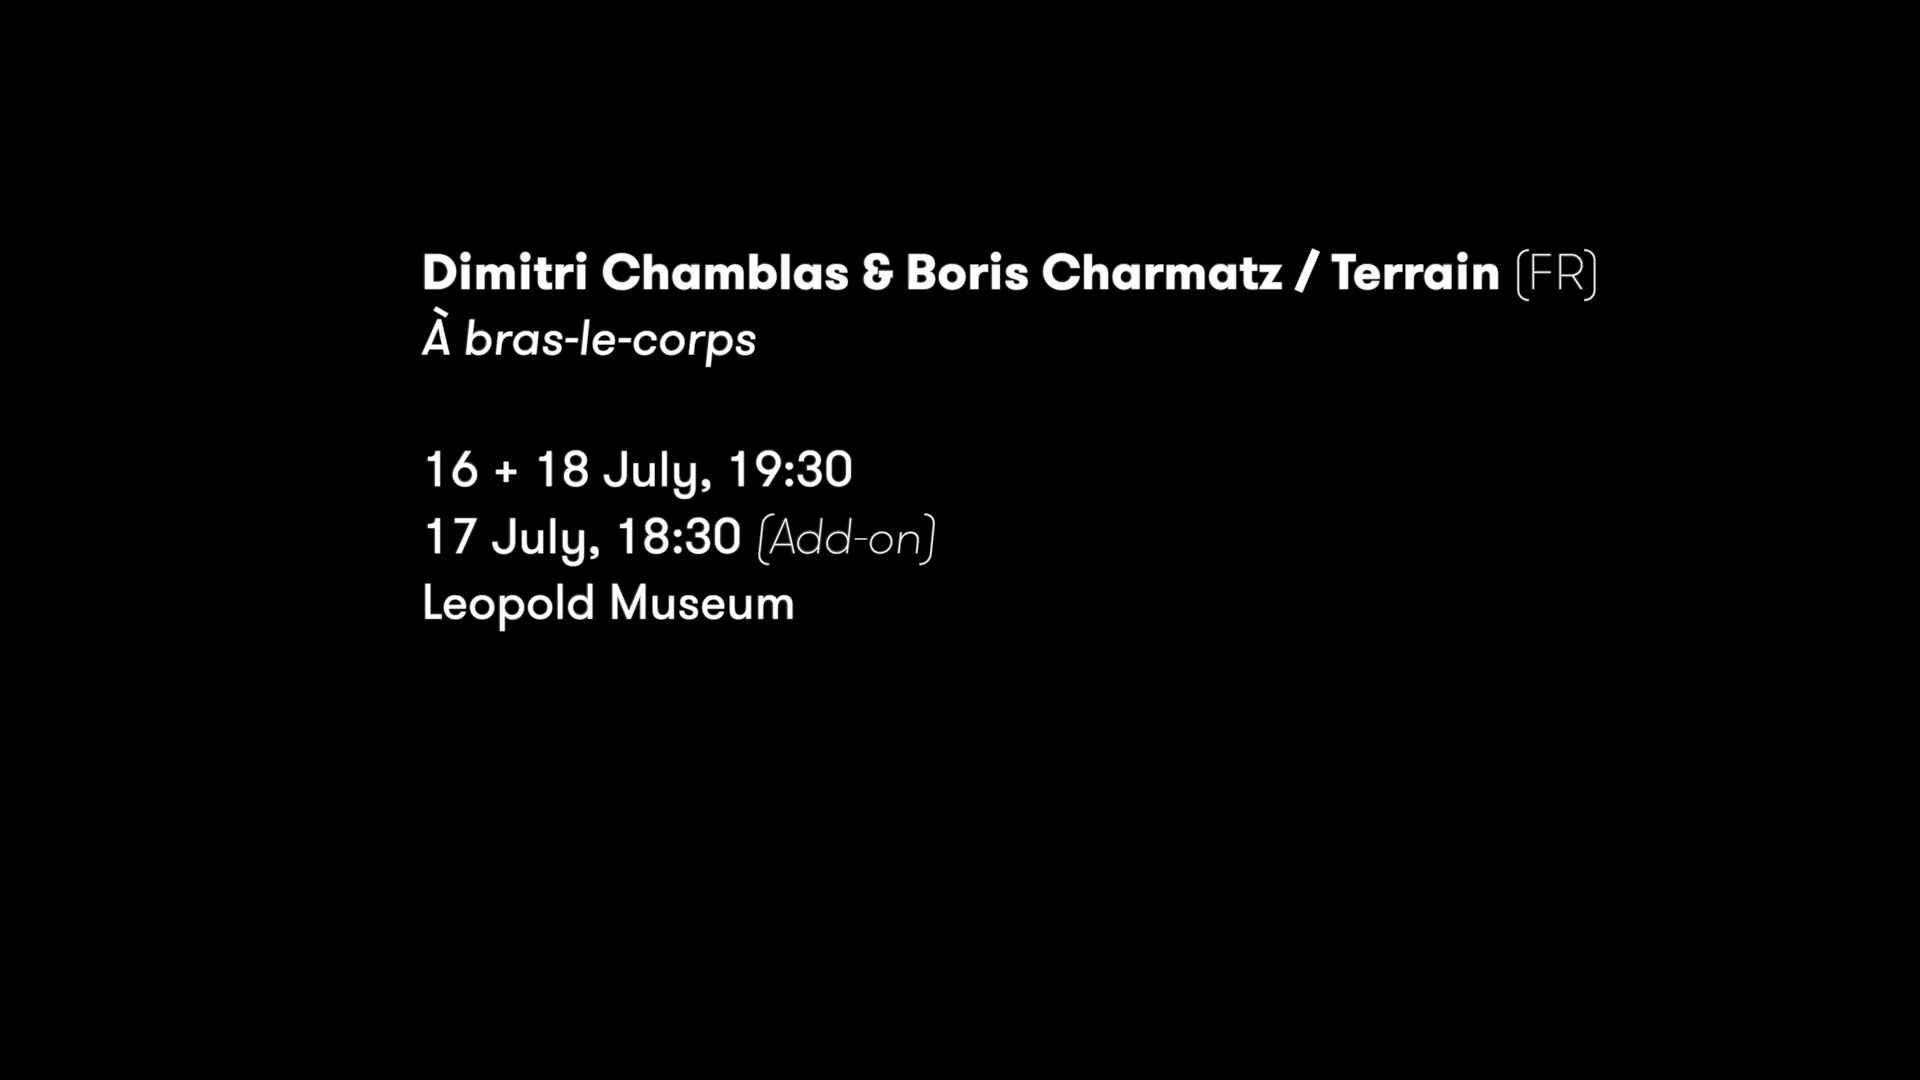 Dimitri Chamblas & Boris Charmatz / Terrain (FR)
À bras-le-corps
16 + 18 July, 19:30
17 July, 18:30 (Add-on)
Leopold Museum